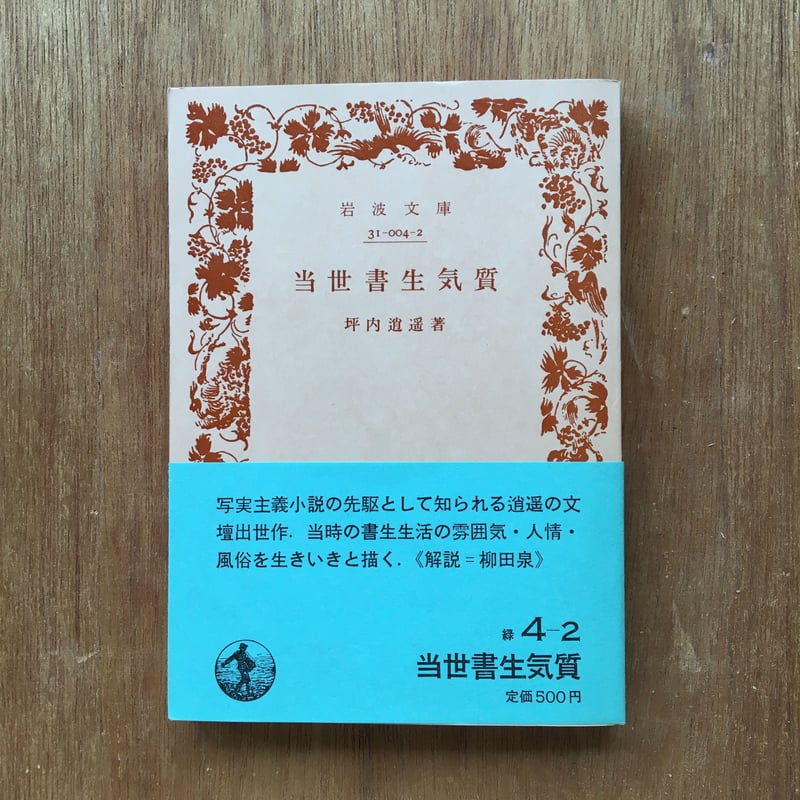 岩波文庫
31-004-2
当世書生気質
坪内逍遥著
写実主義小説の先駆として知られる逍遥の文
壇出世作．当時の書生生活の雰囲気・人情・
風俗を生きいきと描く．《解説＝柳田泉》
緑 4-2
当世書生気質
定価500円